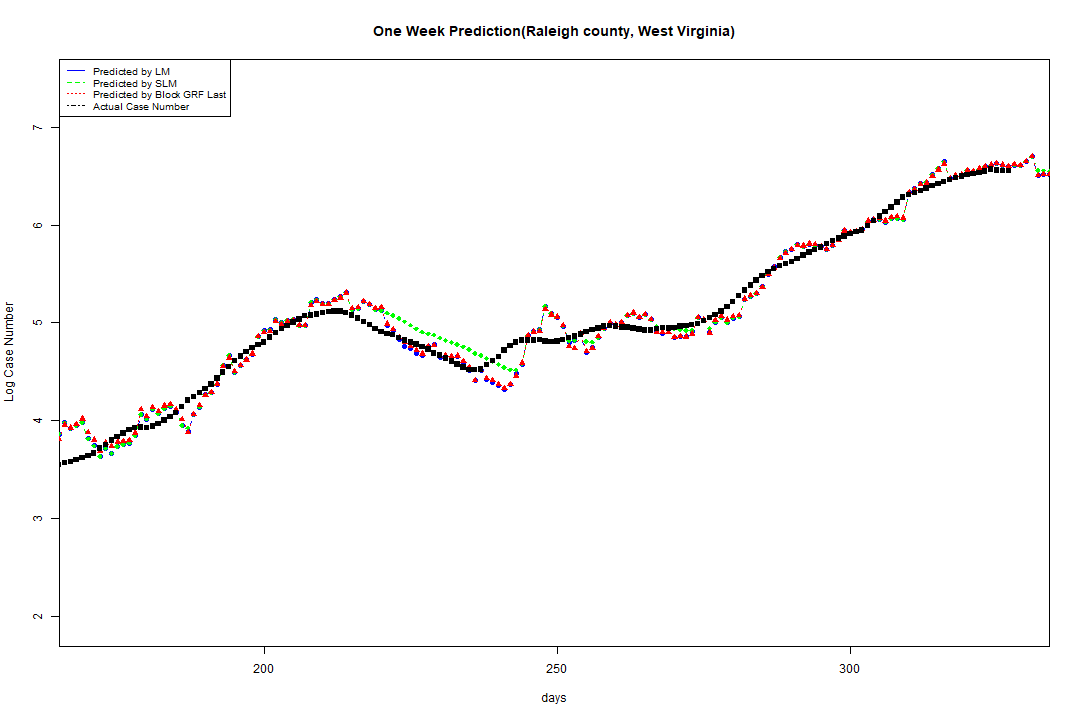 One Week Prediction(Raleigh county, West Virginia)
Predicted by LM
Predicted by SLM
Predicted by Block GRF Last
Actual Case Number
7
6
5
4
3
2
Log Case Number
200
250
300
days